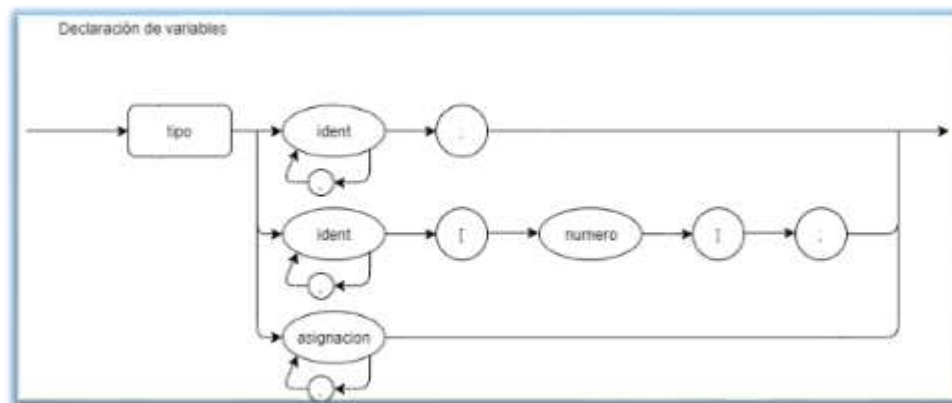 Declaración de variables
tipo
ident
;
,
ident
[
numero
]
;
,
asignacion
,